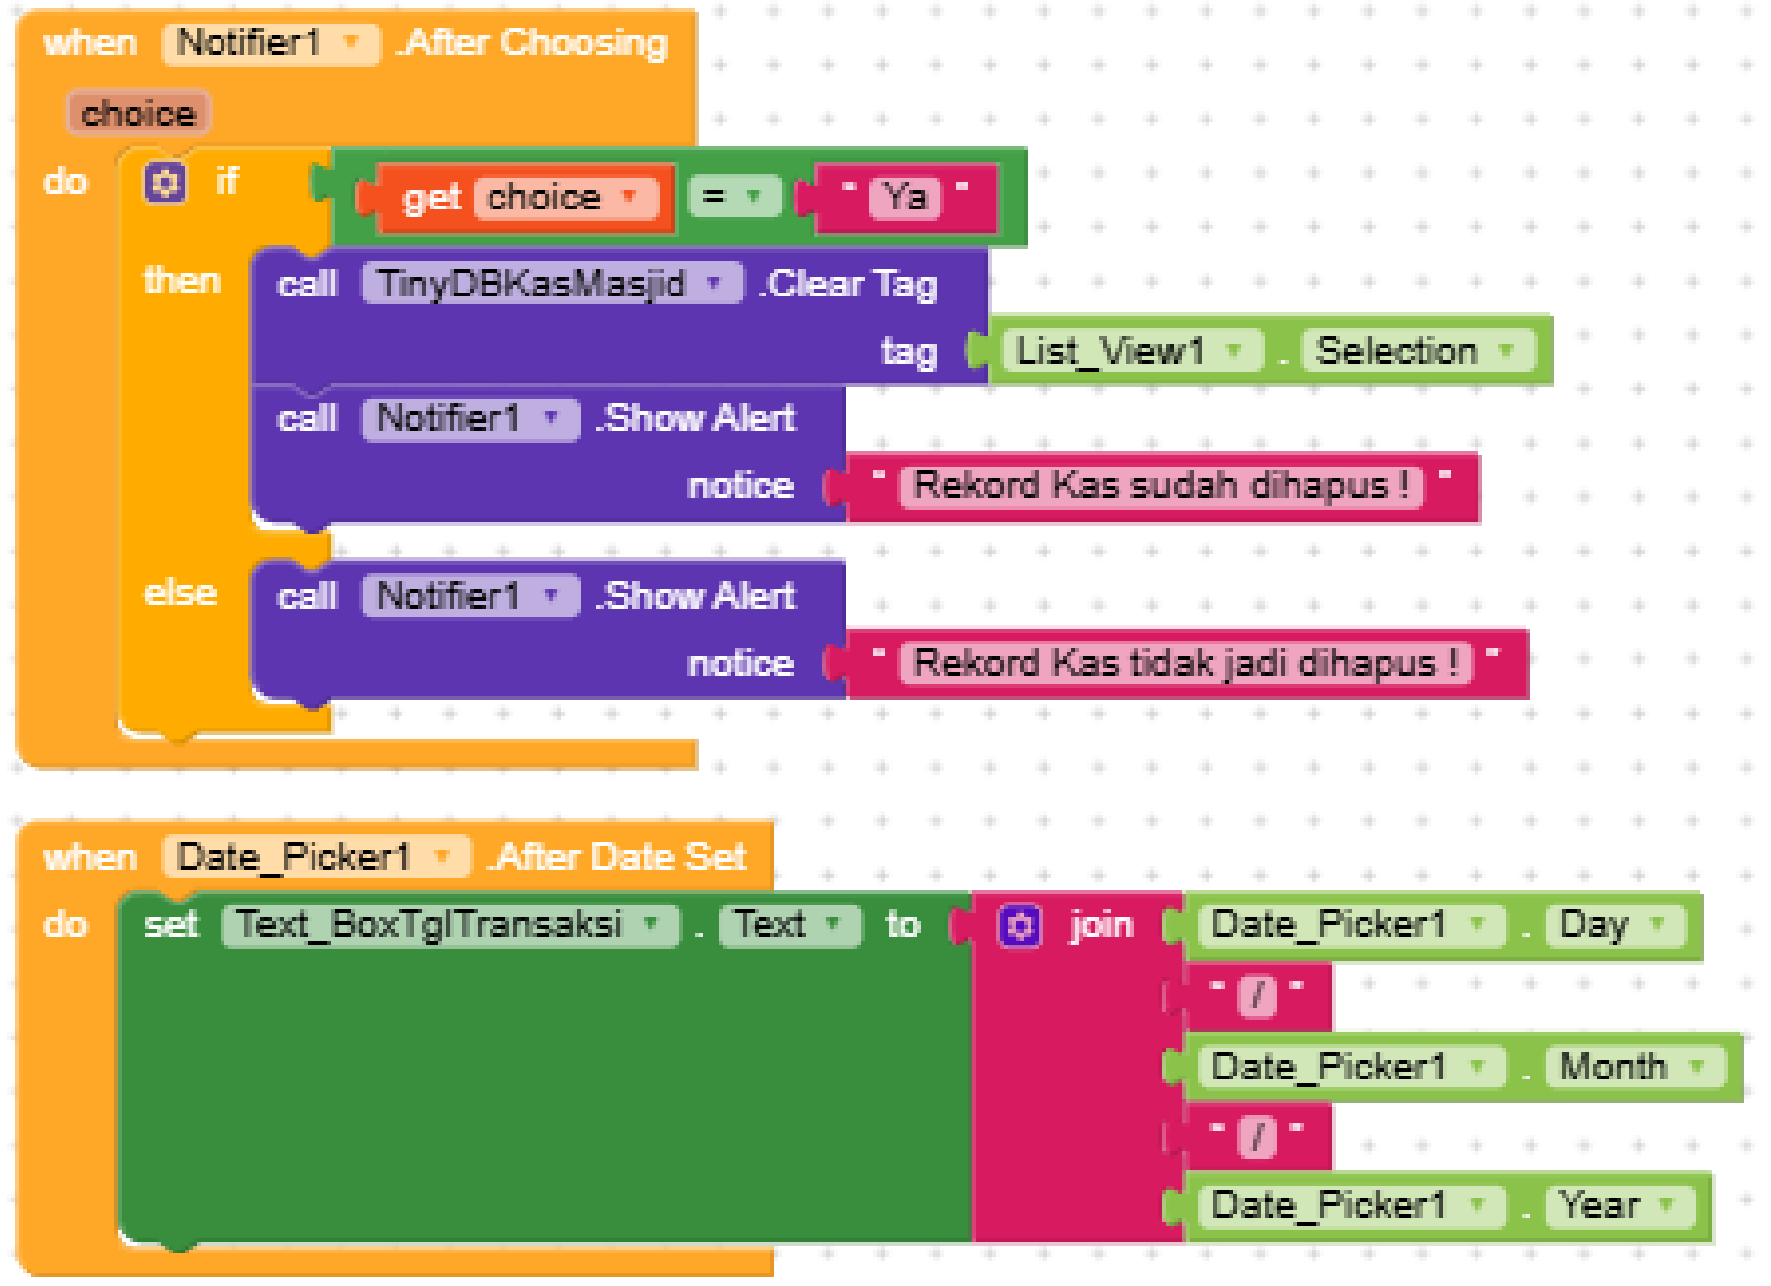 when Notifier1 .After Choosing
choice
do if get choice = " Ya "
then call TinyDBKasMasjid .Clear Tag
tag List_View1 . Selection
call Notifier1 .Show Alert
notice " Rekord Kas sudah dihapus ! "
else call Notifier1 .Show Alert
notice " Rekord Kas tidak jadi dihapus ! "
when Date_Picker1 .After Date Set
do set Text_BoxTglTransaksi . Text to join Date_Picker1 . Day
" / "
Date_Picker1 . Month
" / "
Date_Picker1 . Year